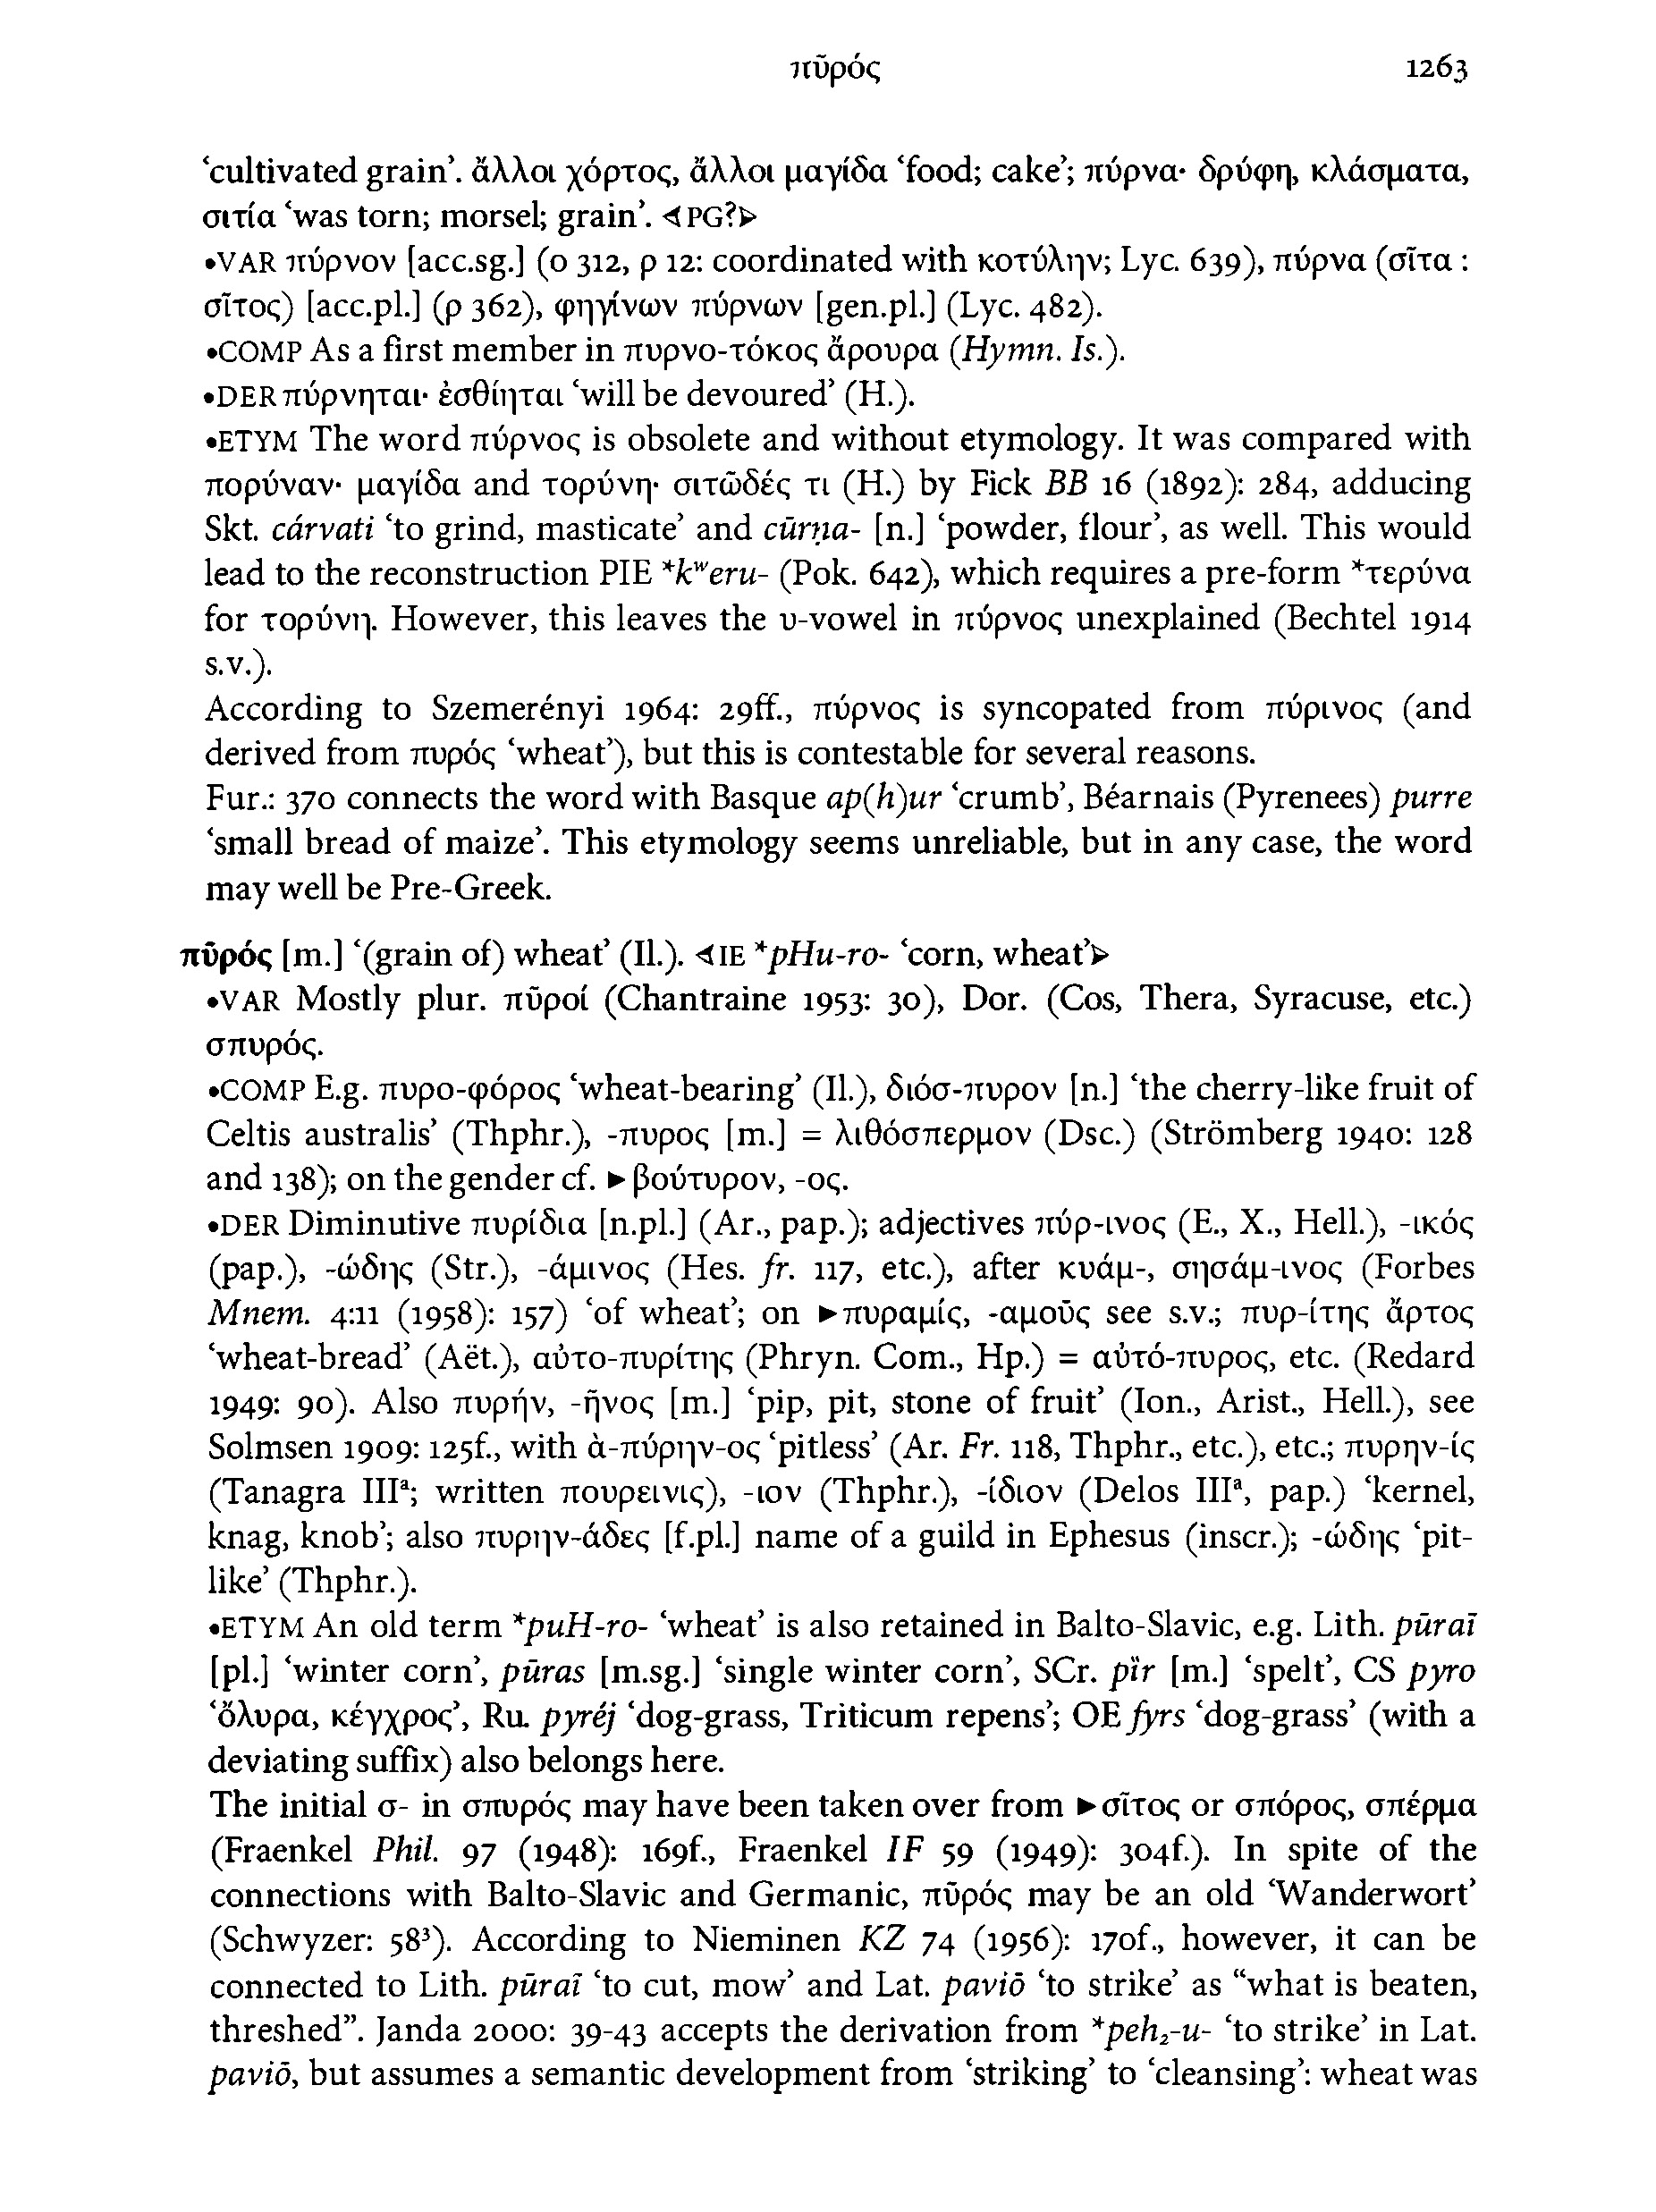 πῡρός 1263
‘cultivated grain’. ἄλλοι χόρτος, ἄλλοι μαγίδα ‘food; cake’; πύρνα· δρύφη, κλάσματα,
σιτία ‘was torn; morsel; grain’. ⊲PG?⊳
•VAR πύρνον [acc.sg.] (ο 312, ρ 12: coordinated with κοτύλην; Lyc. 639), πύρνα (σῖτα :
σῖτος) [acc.pl.] (ρ 362), φηγίνων πύρνων [gen.pl.] (Lyc. 482).
•COMP As a first member in πυρνο-τόκος ἄρουρα (Hymn. Is.).
•DER πύρνηται· ἐσθίηται ‘will be devoured’ (H.).
•ETYM The word πύρνος is obsolete and without etymology. It was compared with
πορύναν· μαγίδα and τορύνη· σιτῶδές τι (H.) by Fick BB 16 (1892): 284, adducing
Skt. cárvati ‘to grind, masticate’ and cūrṇa- [n.] ‘powder, flour’, as well. This would
lead to the reconstruction PIE *kʷeru- (Pok. 642), which requires a pre-form *τερύνα
for τορύνη. However, this leaves the υ-vowel in πύρνος unexplained (Bechtel 1914
s.v.).
According to Szemerényi 1964: 29ff., πύρνος is syncopated from πύρινος (and
derived from πυρός ‘wheat’), but this is contestable for several reasons.
Fur.: 370 connects the word with Basque ap(h)ur ‘crumb’, Béarnais (Pyrenees) purre
‘small bread of maize’. This etymology seems unreliable, but in any case, the word
may well be Pre-Greek.
πῡρός [m.] ‘(grain of) wheat’ (Il.). ⊲IE *pHu-ro- ‘corn, wheat’⊳
•VAR Mostly plur. πῡροί (Chantraine 1953: 30), Dor. (Cos, Thera, Syracuse, etc.)
σπυρός.
•COMP E.g. πυρο-φόρος ‘wheat-bearing’ (Il.), διόσ-πυρον [n.] ‘the cherry-like fruit of
Celtis australis’ (Thphr.), -πυρος [m.] = λιθόσπερμον (Dsc.) (Strömberg 1940: 128
and 138); on the gender cf. ►βούτυρον, -ος.
•DER Diminutive πυρίδια [n.pl.] (Ar., pap.); adjectives πύρ-ινος (E., X., Hell.), -ικός
(pap.), -ώδης (Str.), -άμινος (Hes. fr. 117, etc.), after κυάμ-, σησάμ-ινος (Forbes
Mnem. 4:11 (1958): 157) ‘of wheat’; on ►πυραμίς, -αμοῦς see s.v.; πυρ-ίτης ἄρτος
‘wheat-bread’ (Aët.), αὐτο-πυρίτης (Phryn. Com., Hp.) = αὐτό-πυρος, etc. (Redard
1949: 90). Also πυρήν, -ῆνος [m.] ‘pip, pit, stone of fruit’ (Ion., Arist., Hell.), see
Solmsen 1909: 125f., with ἀ-πύρην-ος ‘pitless’ (Ar. Fr. 118, Thphr., etc.), etc.; πυρην-ίς
(Tanagra IIIᵃ; written πουρεινις), -ιον (Thphr.), -ίδιον (Delos IIIᵃ, pap.) ‘kernel,
knag, knob’; also πυρην-άδες [f.pl.] name of a guild in Ephesus (inscr.); -ώδης ‘pit-
like’ (Thphr.).
•ETYM An old term *puH-ro- ‘wheat’ is also retained in Balto-Slavic, e.g. Lith. pūraĩ
[pl.] ‘winter corn’, pūras [m.sg.] ‘single winter corn’, SCr. pȉr [m.] ‘spelt’, CS pyro
‘ὄλυρα, κέγχρος’, Ru. pyréj ‘dog-grass, Triticum repens’; OE fyrs ‘dog-grass’ (with a
deviating suffix) also belongs here.
The initial σ- in σπυρός may have been taken over from ►σῖτος or σπόρος, σπέρμα
(Fraenkel Phil. 97 (1948): 169f., Fraenkel IF 59 (1949): 304f.). In spite of the
connections with Balto-Slavic and Germanic, πῡρός may be an old ‘Wanderwort’
(Schwyzer: 58³). According to Nieminen KZ 74 (1956): 170f., however, it can be
connected to Lith. pūraĩ ‘to cut, mow’ and Lat. paviō ‘to strike’ as “what is beaten,
threshed”. Janda 2000: 39-43 accepts the derivation from *peh₂-u- ‘to strike’ in Lat.
paviō, but assumes a semantic development from ‘striking’ to ‘cleansing’: wheat was